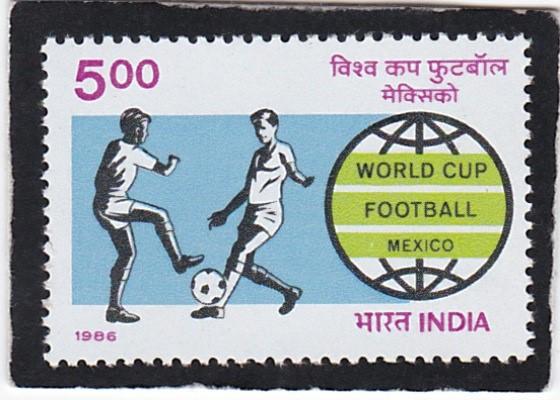 5.00
विश्व कप फुटबॉल
मेक्सिको
WORLD CUP
FOOTBALL
MEXICO
1986
भारत INDIA